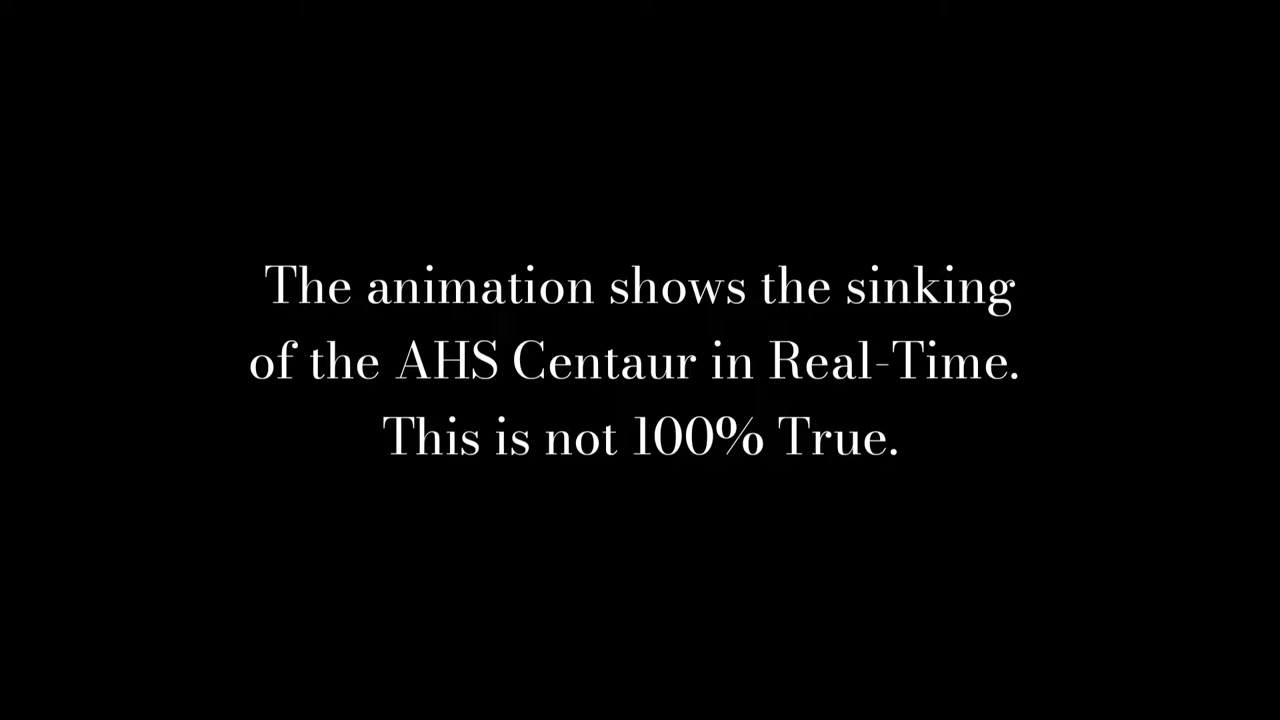 The animation shows the sinking
of the AHS Centaur in Real-Time.
This is not 100% True.